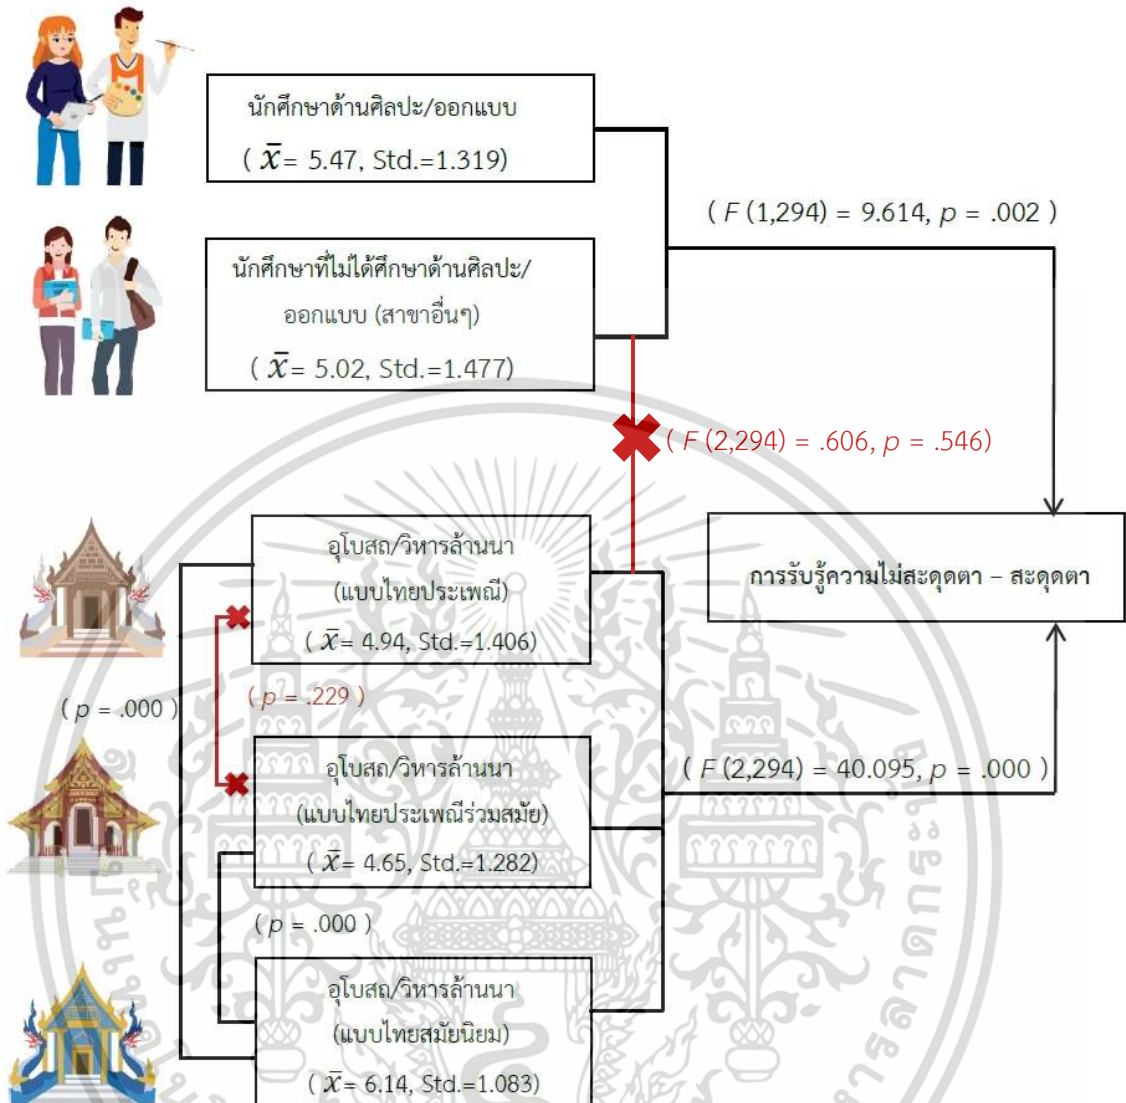 นักศึกษาด้านศิลปะ/ออกแบบ
( x̄ = 5.47, Std.=1.319)
( F (1,294) = 9.614, p = .002 )
นักศึกษาที่ไม่ได้ศึกษาด้านศิลปะ/
ออกแบบ (สาขาอื่นๆ)
( x̄ = 5.02, Std.=1.477)
( F (2,294) = .606, p = .546)
อุโบสถ/วิหารล้านนา
(แบบไทยประเพณี)
( x̄ = 4.94, Std.=1.406)
การรับรู้ความไม่สะดุดตา – สะดุดตา
( p = .000 )
( p = .229 )
อุโบสถ/วิหารล้านนา
(แบบไทยประเพณีร่วมสมัย)
( x̄ = 4.65, Std.=1.282)
( F (2,294) = 40.095, p = .000 )
( p = .000 )
อุโบสถ/วิหารล้านนา
(แบบไทยสมัยนิยม)
( x̄ = 6.14, Std.=1.083)